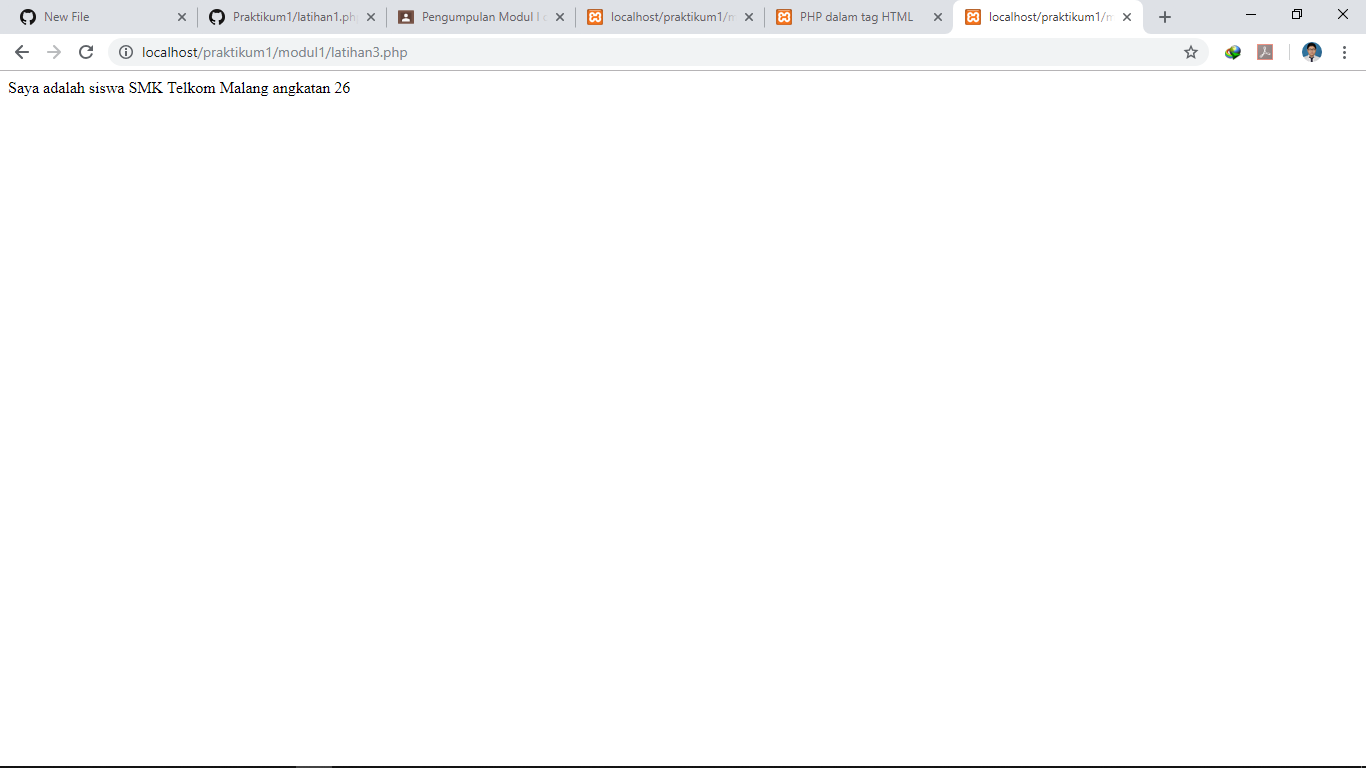 New File
Praktikum1/latihan1.ph
Pengumpulan Modul I
localhost/praktikum1/m
PHP dalam tag HTML
localhost/praktikum1/m
localhost/praktikum1/modul1/latihan3.php
Saya adalah siswa SMK Telkom Malang angkatan 26